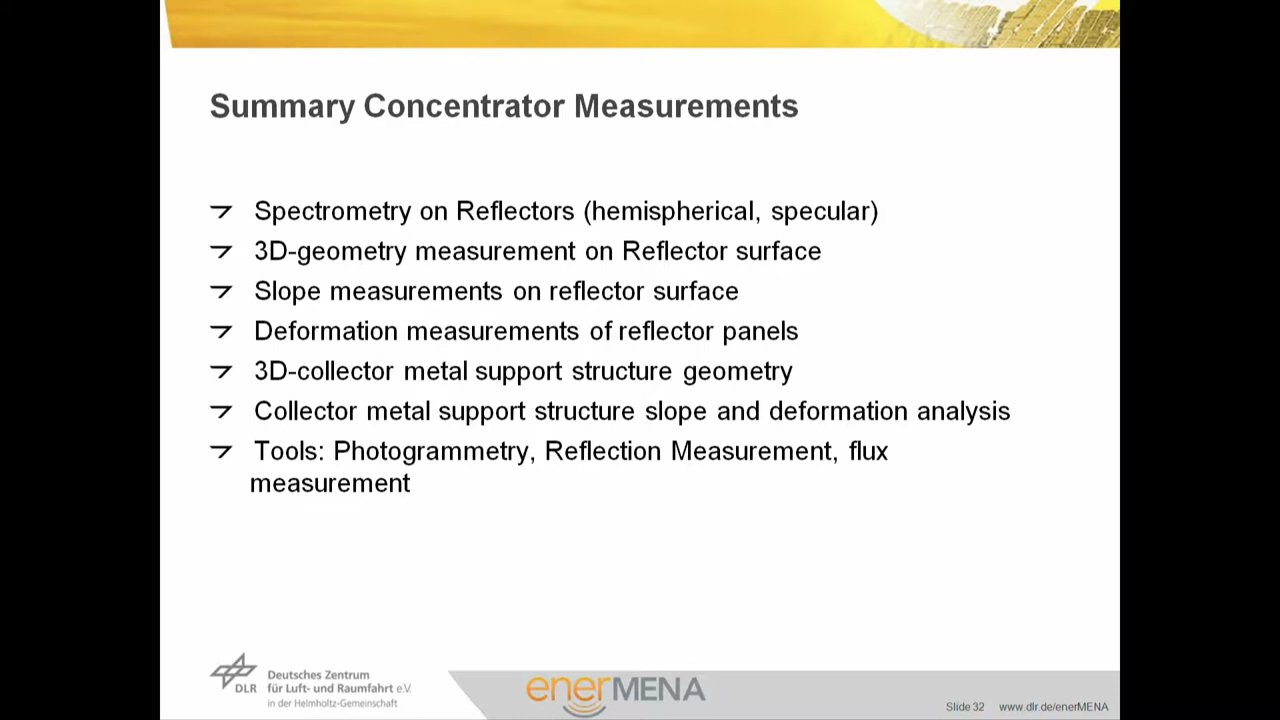 Summary Concentrator Measurements
Spectrometry on Reflectors (hemispherical, specular)
3D-geometry measurement on Reflector surface
Slope measurements on reflector surface
Deformation measurements of reflector panels
3D-collector metal support structure geometry
Collector metal support structure slope and deformation analysis
Tools: Photogrammetry, Reflection Measurement, flux
measurement
DLR
Deutsches Zentrum
für Luft- und Raumfahrt e.V.
in der Helmholtz-Gemeinschaft
enerMENA
Slide 32 www.dlr.de/enerMENA